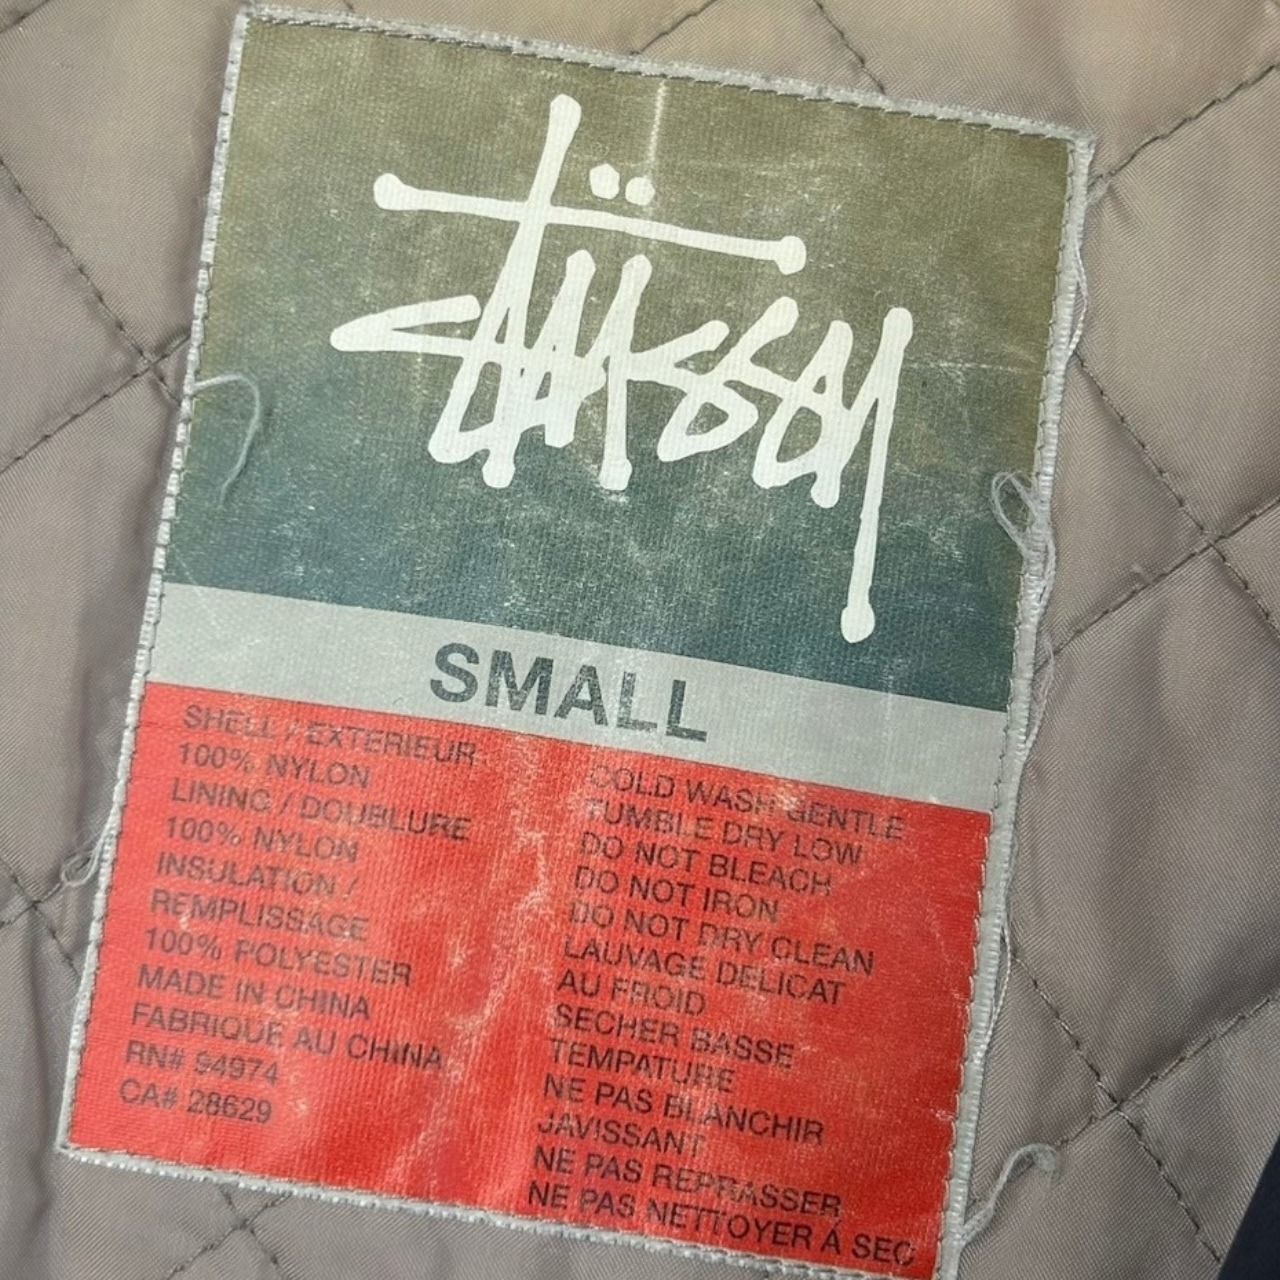 Stüssy
SMALL
SHELL / EXTERIEUR
100% NYLON
LINING / DOUBLURE
100% NYLON
INSULATION /
REMPLISSAGE
100% POLYESTER
MADE IN CHINA
FABRIQUE AU CHINA
RN# 94974
CA# 28629
COLD WASH GENTLE
TUMBLE DRY LOW
DO NOT BLEACH
DO NOT IRON
DO NOT DRY CLEAN
LAUVAGE DELICAT
AU FROID
SECHER BASSE
TEMPATURE
NE PAS BLANCHIR
JAVISSANT
NE PAS REPRASSER
NE PAS NETTOYER Á SEC